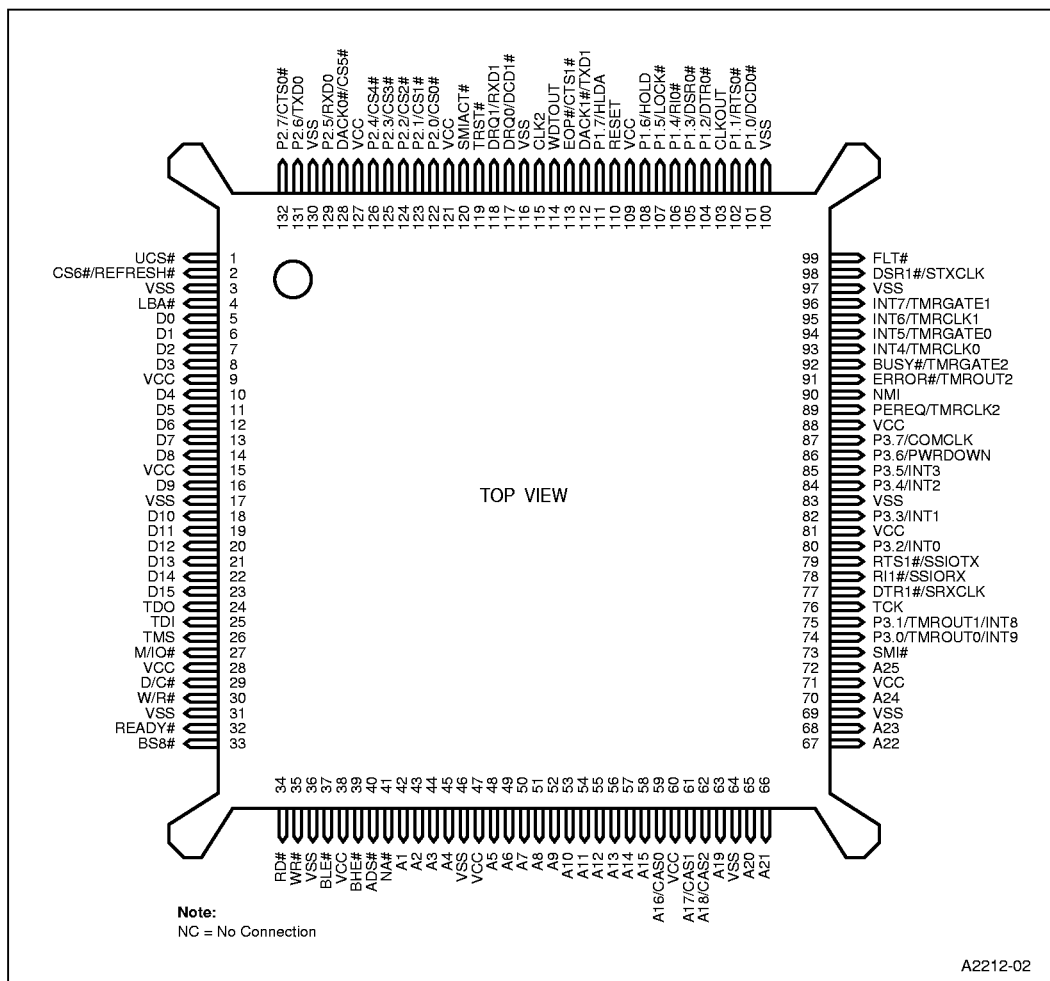 P2.7/CTS0#
P2.6/TXD0
VSS
P2.5/RXD0
DACK0#/CS5#
VCC
P2.4/CS4#
P2.3/CS3#
P2.2/CS2#
P2.1/CS1#
P2.0/CS0#
VCC
SMIACT#
TRST#
DRQ1/RXD1
DRQ0/DCD1#
VSS
CLK2
WDTOUT
EOP#/CTS1#
DACK1#/TXD1
P1.7/HLDA
RESET
VCC
P1.6/HOLD
P1.5/LOCK#
P1.4/RI0#
P1.3/DSR0#
P1.2/DTR0#
CLKOUT
P1.1/RTS0#
P1.0/DCD0#
VSS
132
131
130
129
128
127
126
125
124
123
122
121
120
119
118
117
116
115
114
113
112
111
110
109
108
107
106
105
104
103
102
101
100
UCS# 1
CS6#/REFRESH# 2
VSS 3
LBA# 4
D0 5
D1 6
D2 7
D3 8
VCC 9
D4 10
D5 11
D6 12
D7 13
D8 14
VCC 15
D9 16
VSS 17
D10 18
D11 19
D12 20
D13 21
D14 22
D15 23
TDO 24
TDI 25
TMS 26
M/IO# 27
VCC 28
D/C# 29
W/R# 30
VSS 31
READY# 32
BS8# 33
TOP VIEW
99 FLT#
98 DSR1#/STXCLK
97 VSS
96 INT7/TMRGATE1
95 INT6/TMRCLK1
94 INT5/TMRGATE0
93 INT4/TMRCLK0
92 BUSY#/TMRGATE2
91 ERROR#/TMROUT2
90 NMI
89 PEREQ/TMRCLK2
88 VCC
87 P3.7/COMCLK
86 P3.6/PWRDOWN
85 P3.5/INT3
84 P3.4/INT2
83 VSS
82 P3.3/INT1
81 VCC
80 P3.2/INT0
79 RTS1#/SSIOTX
78 RI1#/SSIORX
77 DTR1#/SRXCLK
76 TCK
75 P3.1/TMROUT1/INT8
74 P3.0/TMROUT0/INT9
73 SMI#
72 A25
71 VCC
70 A24
69 VSS
68 A23
67 A22
34
35
36
37
38
39
40
41
42
43
44
45
46
47
48
49
50
51
52
53
54
55
56
57
58
59
60
61
62
63
64
65
66
RD#
WR#
VSS
BLE#
VCC
BHE#
ADS#
NA#
A1
A2
A3
A4
VSS
VCC
A5
A6
A7
A8
A9
A10
A11
A12
A13
A14
A15
A16/CAS0
VCC
A17/CAS1
A18/CAS2
A19
VSS
A20
A21
Note:
NC = No Connection
A2212-02